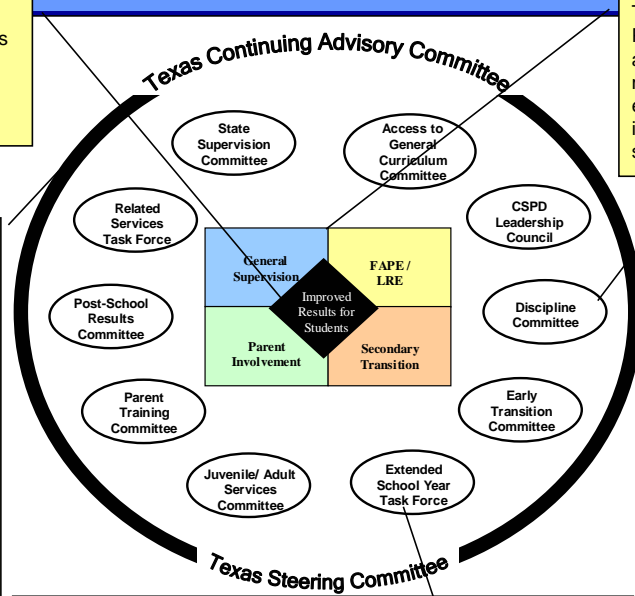 s
Texas Continuing Advisory Committee
State
Supervision
Committee
Access to
General
Curriculum
Committee
Related
Services
Task Force
CSPD
Leadership
Council
General
Supervision
FAPE /
LRE
Improved
Results for
Students
Post-School
Results
Committee
Discipline
Committee
Parent
Involvement
Secondary
Transition
Parent
Training
Committee
Early
Transition
Committee
Juvenile/ Adult
Services
Committee
Extended
School Year
Task Force
Texas Steering Committee